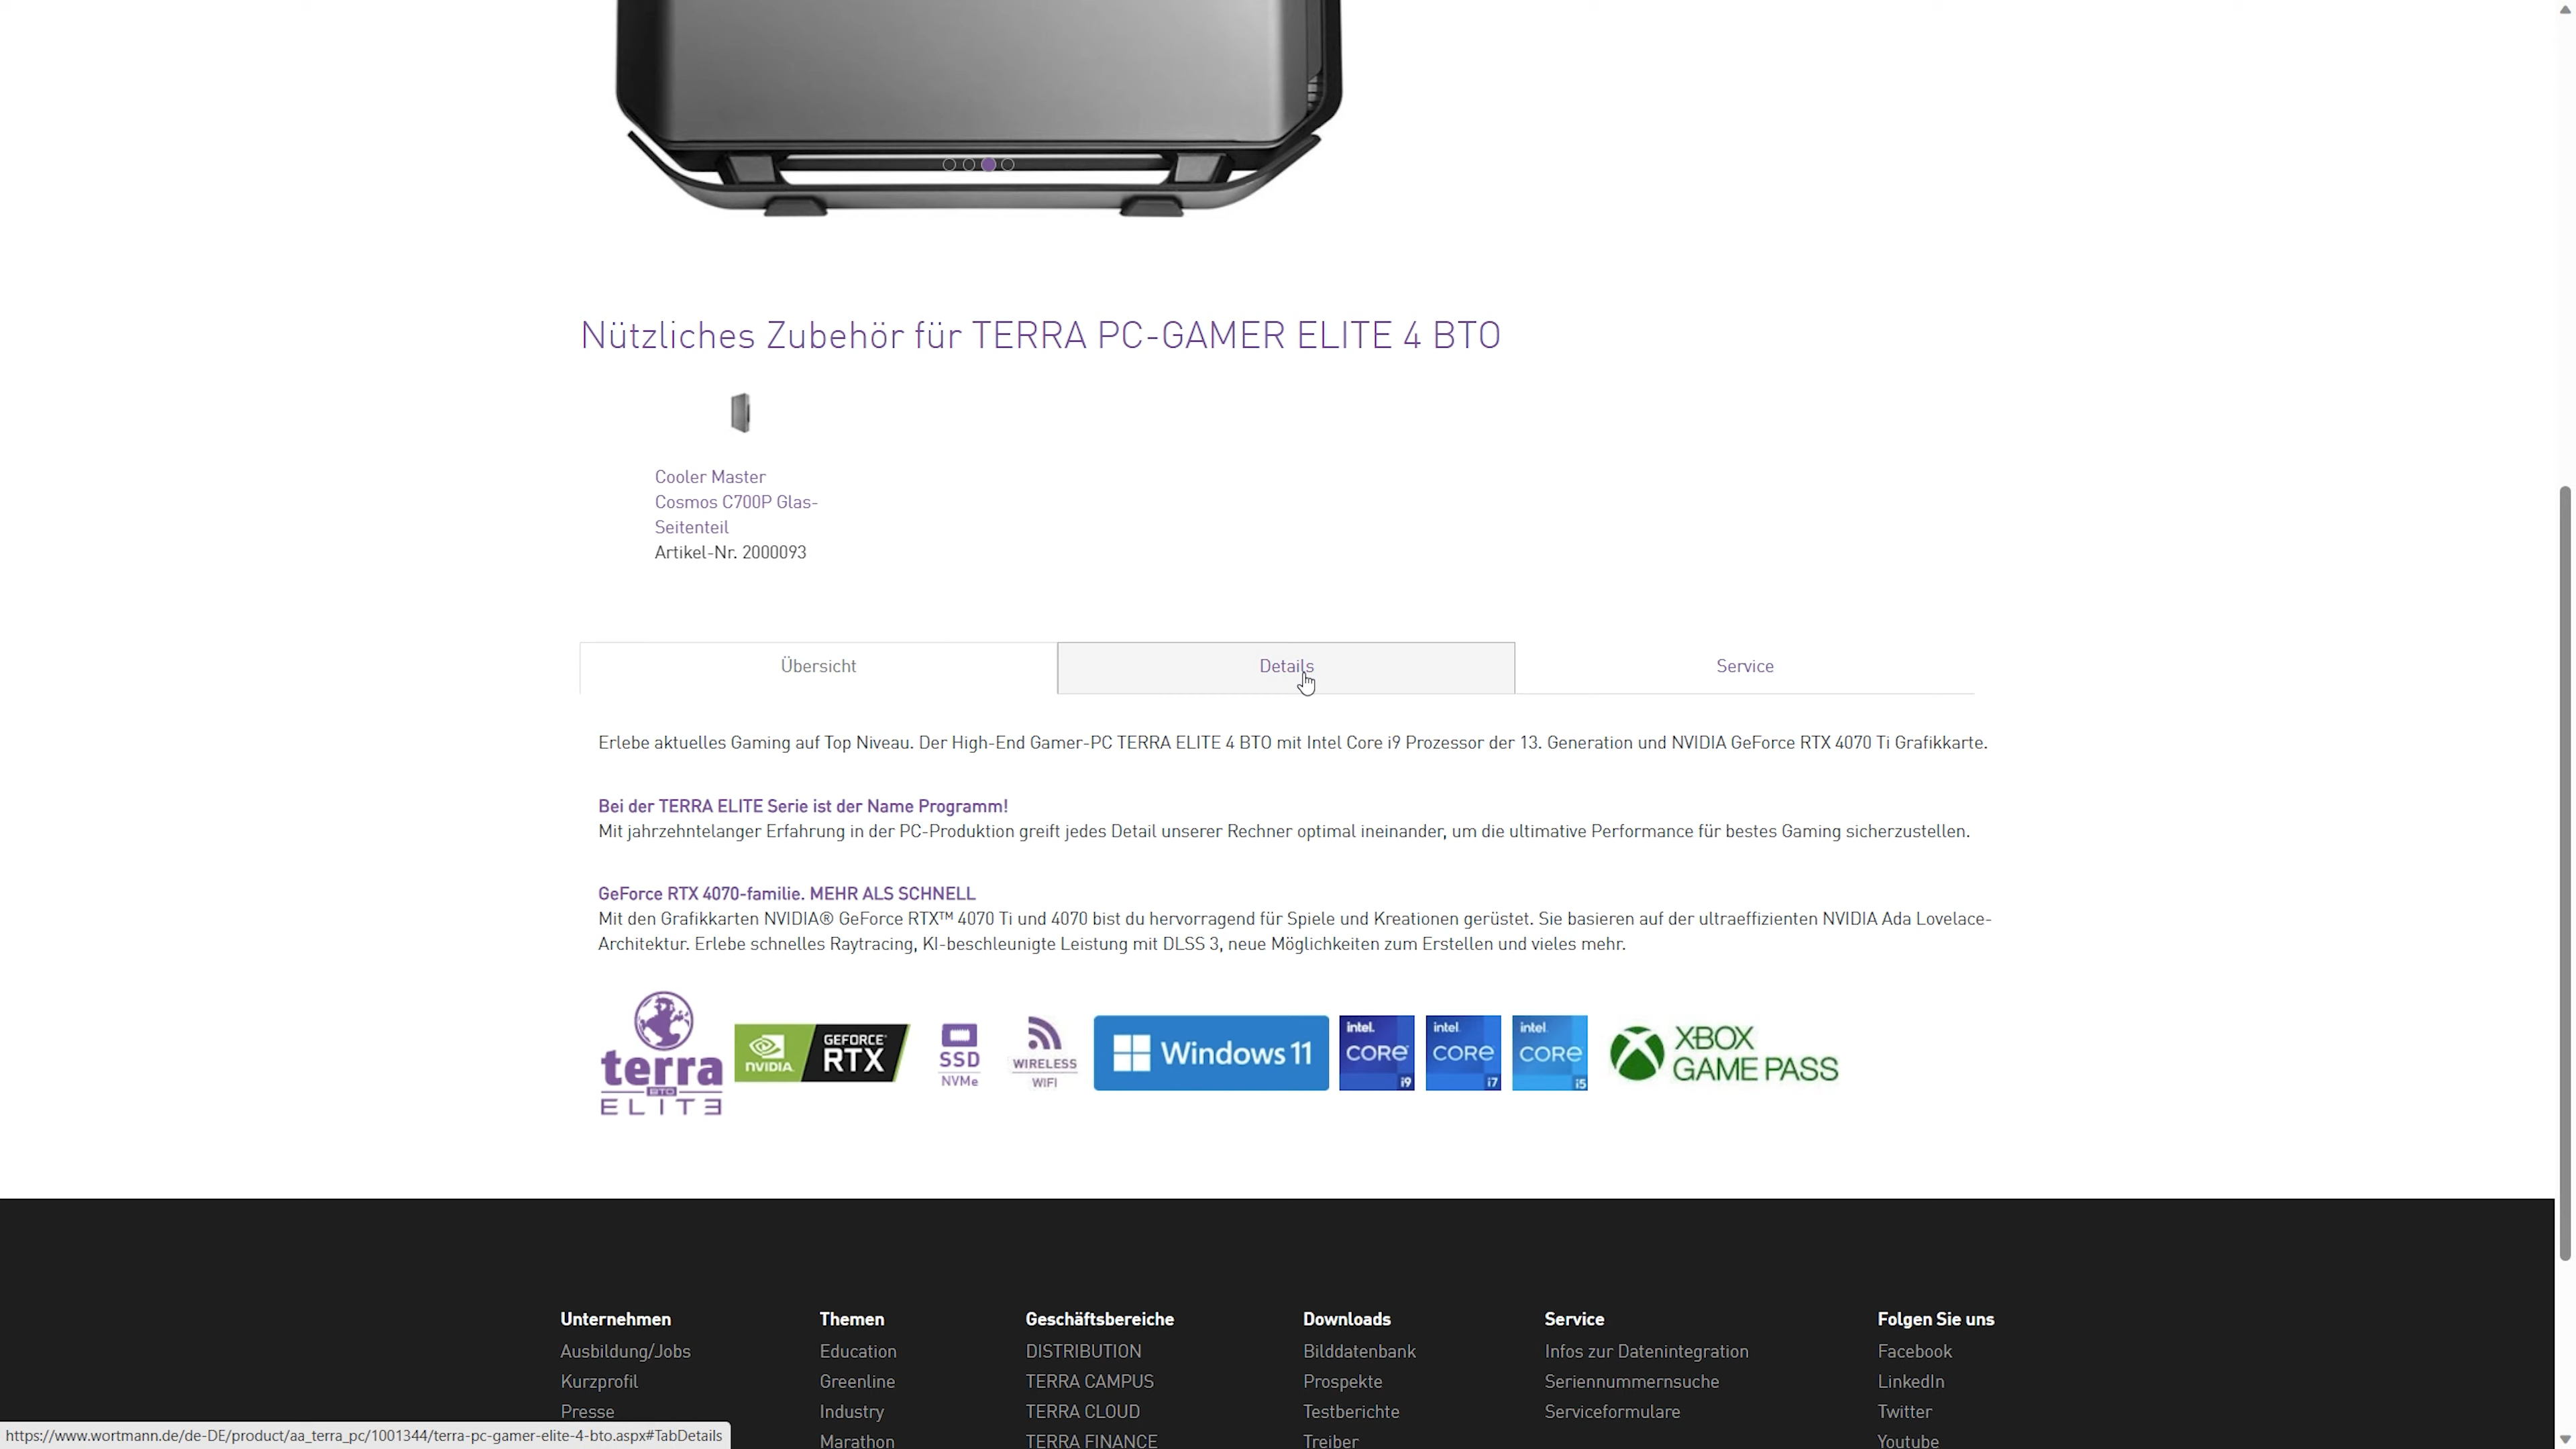 Nützliches Zubehör für TERRA PC-GAMER ELITE 4 BTO
Cooler Master
Cosmos C700P Glas-
Seitenteil
Artikel-Nr. 2000093
Übersicht
Details
Service
Erlebe aktuelles Gaming auf Top Niveau. Der High-End Gamer-PC TERRA ELITE 4 BTO mit Intel Core i9 Prozessor der 13. Generation und NVIDIA GeForce RTX 4070 Ti Grafikkarte.
Bei der TERRA ELITE Serie ist der Name Programm!
Mit jahrzehntelanger Erfahrung in der PC-Produktion greift jedes Detail unserer Rechner optimal ineinander, um die ultimative Performance für bestes Gaming sicherzustellen.
GeForce RTX 4070-familie. MEHR ALS SCHNELL
Mit den Grafikkarten NVIDIA® GeForce RTX™ 4070 Ti und 4070 bist du hervorragend für Spiele und Kreationen gerüstet. Sie basieren auf der ultraeffizienten NVIDIA Ada Lovelace-
Architektur. Erlebe schnelles Raytracing, KI-beschleunigte Leistung mit DLSS 3, neue Möglichkeiten zum Erstellen und vieles mehr.
terra
BTO
ELITE
NVIDIA.
GEFORCE
RTX
SSD
NVMe
WIRELESS
WIFI
Windows 11
intel.
CORE
i9
intel
CORE
i7
intel
CORE
i5
XBOX
GAME PASS
Unternehmen
Ausbildung/Jobs
Kurzprofil
Presse
Themen
Education
Greenline
Industry
Marathon
Geschäftsbereiche
DISTRIBUTION
TERRA CAMPUS
TERRA CLOUD
TERRA FINANCE
Downloads
Bilddatenbank
Prospekte
Testberichte
Treiber
Service
Infos zur Datenintegration
Seriennummernsuche
Serviceformulare
Folgen Sie uns
Facebook
LinkedIn
Twitter
Youtube
https://www.wortmann.de/de-DE/product/aa_terra_pc/1001344/terra-pc-gamer-elite-4-bto.aspx#TabDetails